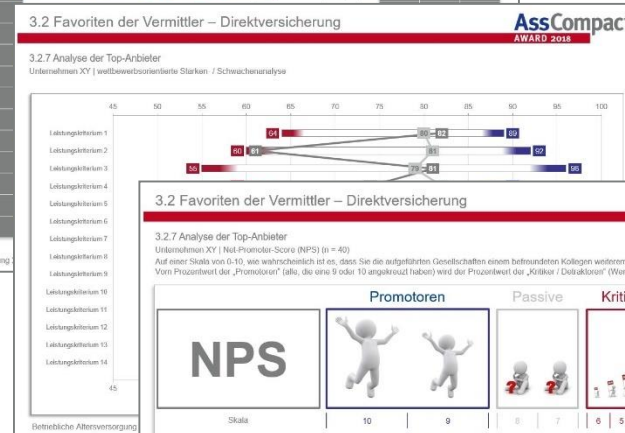 3.2 Favoriten der Vermittler – Direktversicherung
AssCompact
AWARD 2018
3.2.7 Analyse der Top-Anbieter
Unternehmen XY | wettbewerbsorientierte Stärken / Schwächenanalyse
45 50 55 60 65 70 75 80 85 90 95 100
Leistungskriterium 1 64 80 82 89
Leistungskriterium 2 60 61 81 92
Leistungskriterium 3 55 79 81 96
Leistungskriterium 4
Leistungskriterium 5
Leistungskriterium 6
Leistungskriterium 7
Leistungskriterium 8
Leistungskriterium 9
Leistungskriterium 10
Leistungskriterium 11
Leistungskriterium 12
Leistungskriterium 13
Leistungskriterium 14
45
Betriebliche Altersversorgung
3.2 Favoriten der Vermittler – Direktversicherung
3.2.7 Analyse der Top-Anbieter
Unternehmen XY | Net-Promoter-Score (NPS) (n = 40)
Auf einer Skala von 0-10, wie wahrscheinlich ist es, dass Sie die aufgeführten Gesellschaften einem befreundeten Kollegen weiterem
Vom Prozentwert der „Promotoren" (alle, die eine 9 oder 10 angekreuzt haben) wird der Prozentwert der „Kritiker / Detraktoren" (Wer
Promotoren Passive Kriti
NPS
Skala 10 9 8 7 6 5